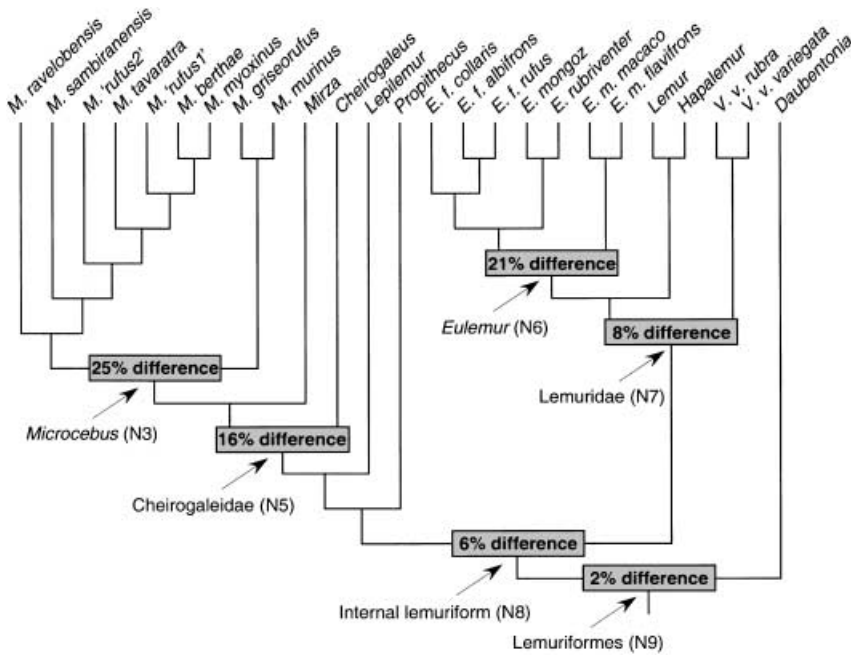 M. ravelobensis
M. sambiranensis
M. 'rufus2'
M. tavaratra
M. 'rufus1'
M. berthae
M. myoxinus
M. griseorufus
M. murinus
Mirza
Cheirogaleus
Lepilemur
Propithecus
E. f. collaris
E. f. albifrons
E. f. rufus
E. mongoz
E. rubriventer
E. m. macaco
E. m. flavifrons
Lemur
Hapalemur
V. v. rubra
V. v. variegata
Daubentonia
21% difference
Eulemur (N6)
8% difference
Lemuridae (N7)
25% difference
Microcebus (N3)
16% difference
Cheirogaleidae (N5)
6% difference
Internal lemuriform (N8)
2% difference
Lemuriformes (N9)